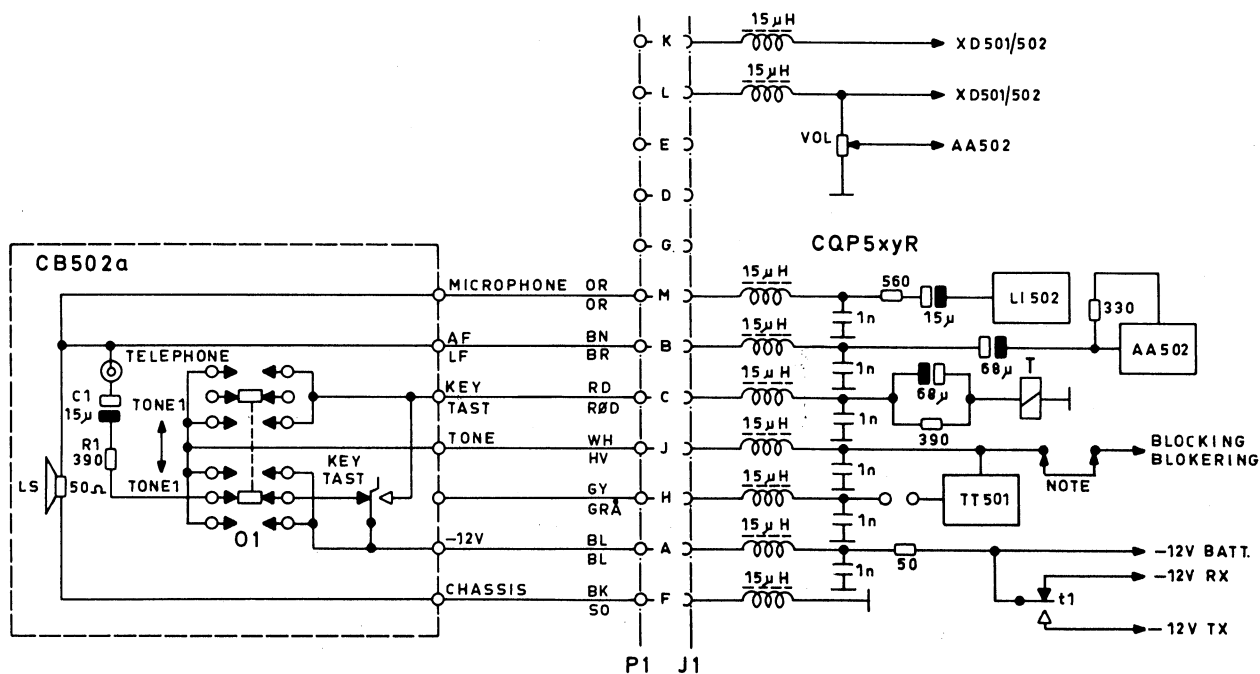 15μH
K
XD501/502
15μH
L
XD501/502
VOL
E
AA502
D
G
CQP5xyR
CB502a
MICROPHONE OR
OR
M
15μH
560
15μ
LI502
330
1n
AF BN
LF BR
B
15μH
68μ
AA502
1n
TELEPHONE
C1
15μ
TONE1
KEY RD
TAST RØD
C
15μH
68μ
390
T
1n
R1
390
TONE WH
HV
J
15μH
BLOCKING
BLOKERING
NOTE
1n
LS
50Ω
TONE1
KEY
TAST
GY
GRÅ
H
15μH
TT501
1n
O1
-12V BL
BL
A
15μH
50
-12V BATT.
1n
-12V RX
t1
CHASSIS BK
SO
F
15μH
-12V TX
P1 J1